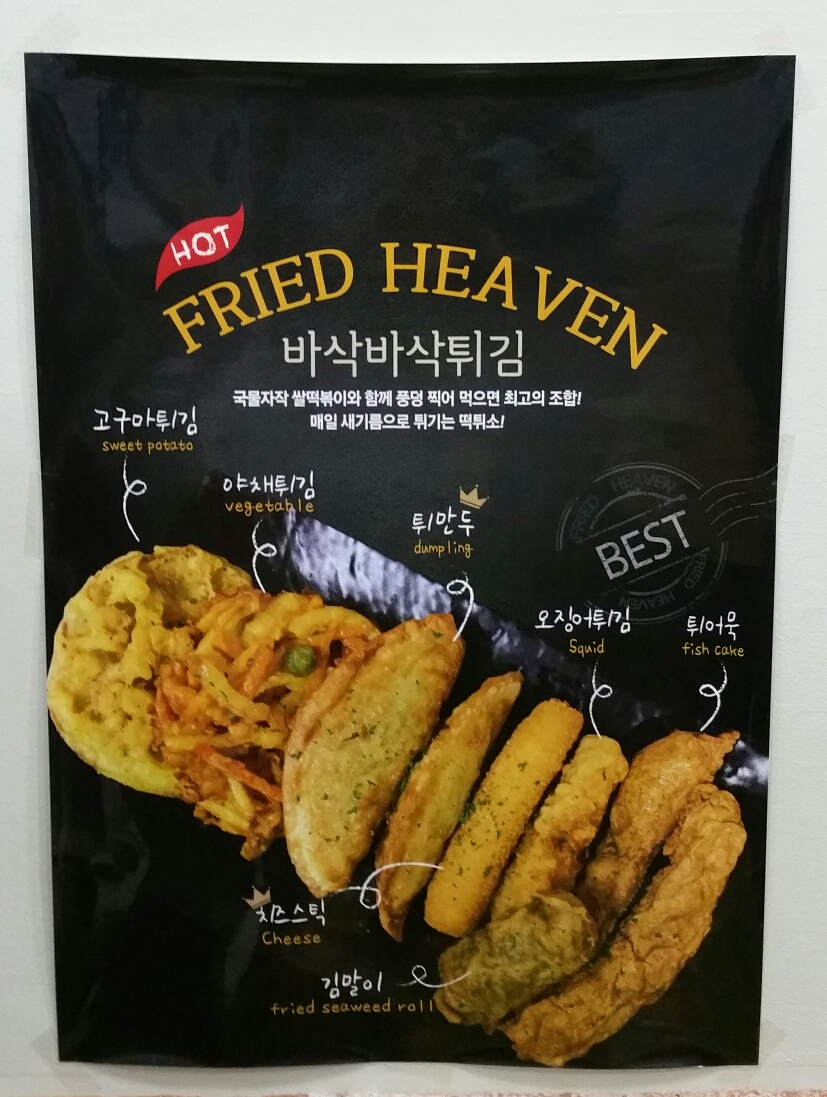 HOT
FRIED HEAVEN
바삭바삭튀김
국물자작 쌀떡볶이와 함께 풍덩 찍어 먹으면 최고의 조합!
매일 새기름으로 튀기는 떡튀소!
고구마튀김
sweet potato
야채튀김
vegetable
튀만두
dumpling
FRIED HEAVEN
BEST
FRIED HEAVEN
오징어튀김
Squid
튀어묵
fish cake
치즈스틱
Cheese
김말이
fried seaweed roll